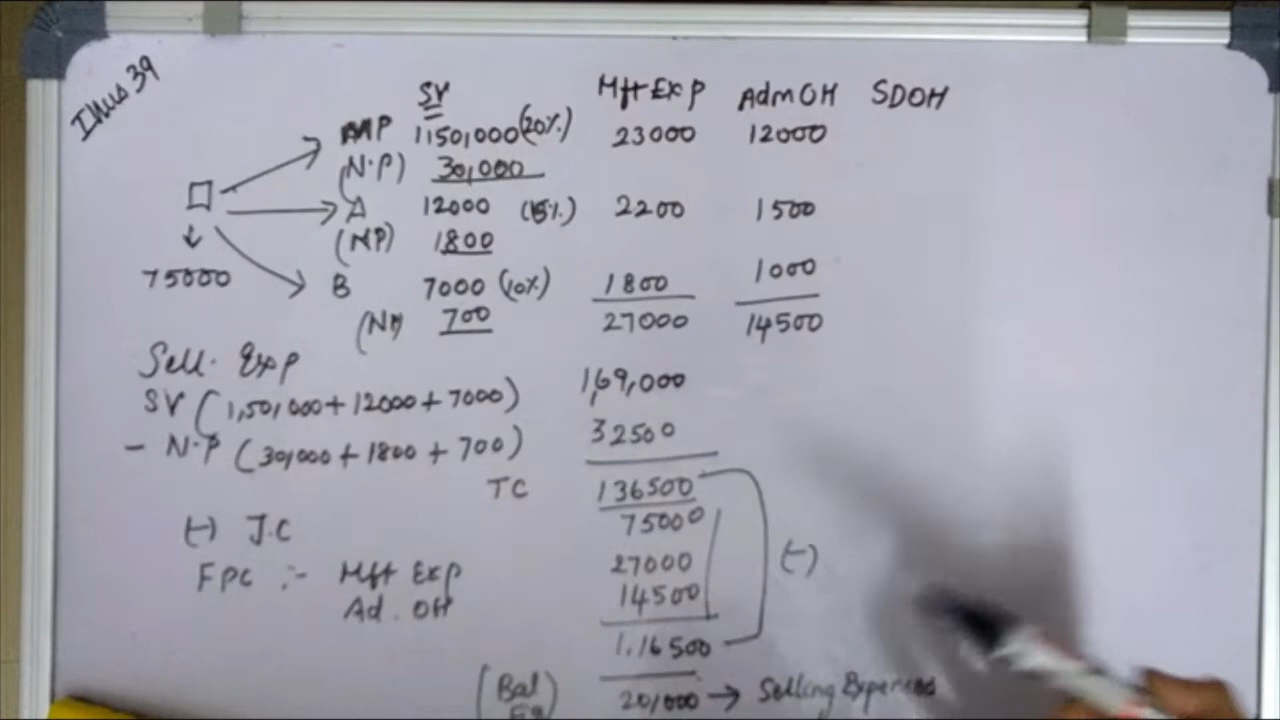 Illus 39
SV Mft Exp Adm OH SDOH
MP 1,50,000 (20%) 23000 12000
(N.P) 30,000
A 12000 (15%) 2200 1500
(NP) 1800
75000
B 7000 (10%) 1800 1000
(NP) 700 27000 14500
Sell. Exp
SV (1,50,000+12000+7000) 1,69,000
- N.P (30,000+1800+700) 32500
TC 136500
(-) J.C 75000
FPC :- Mft Exp 27000
Ad. OH 14500
(-)
1,16500
(Bal Fg) 20,000 → Selling Expenses